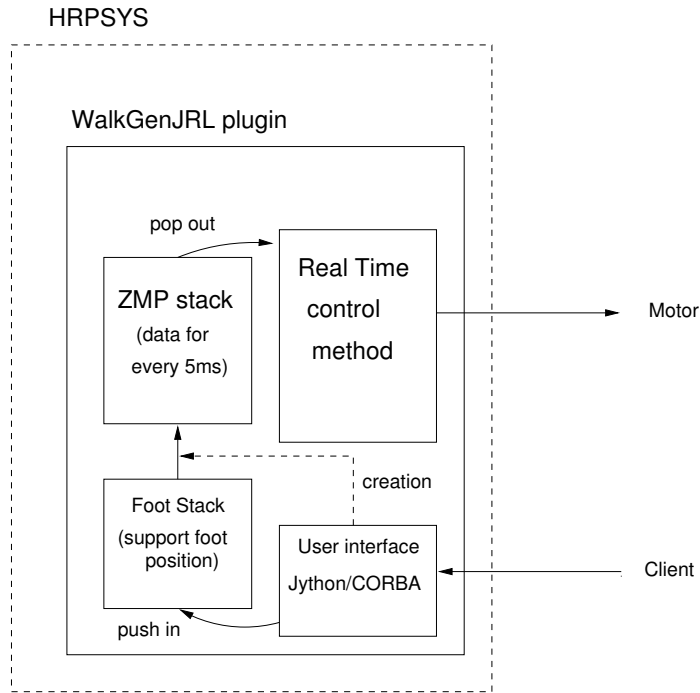 HRPSYS
WalkGenJRL plugin
pop out
ZMP stack
(data for
every 5ms)
Real Time
control
method
Motor
creation
Foot Stack
(support foot
position)
User interface
Jython/CORBA
Client
push in